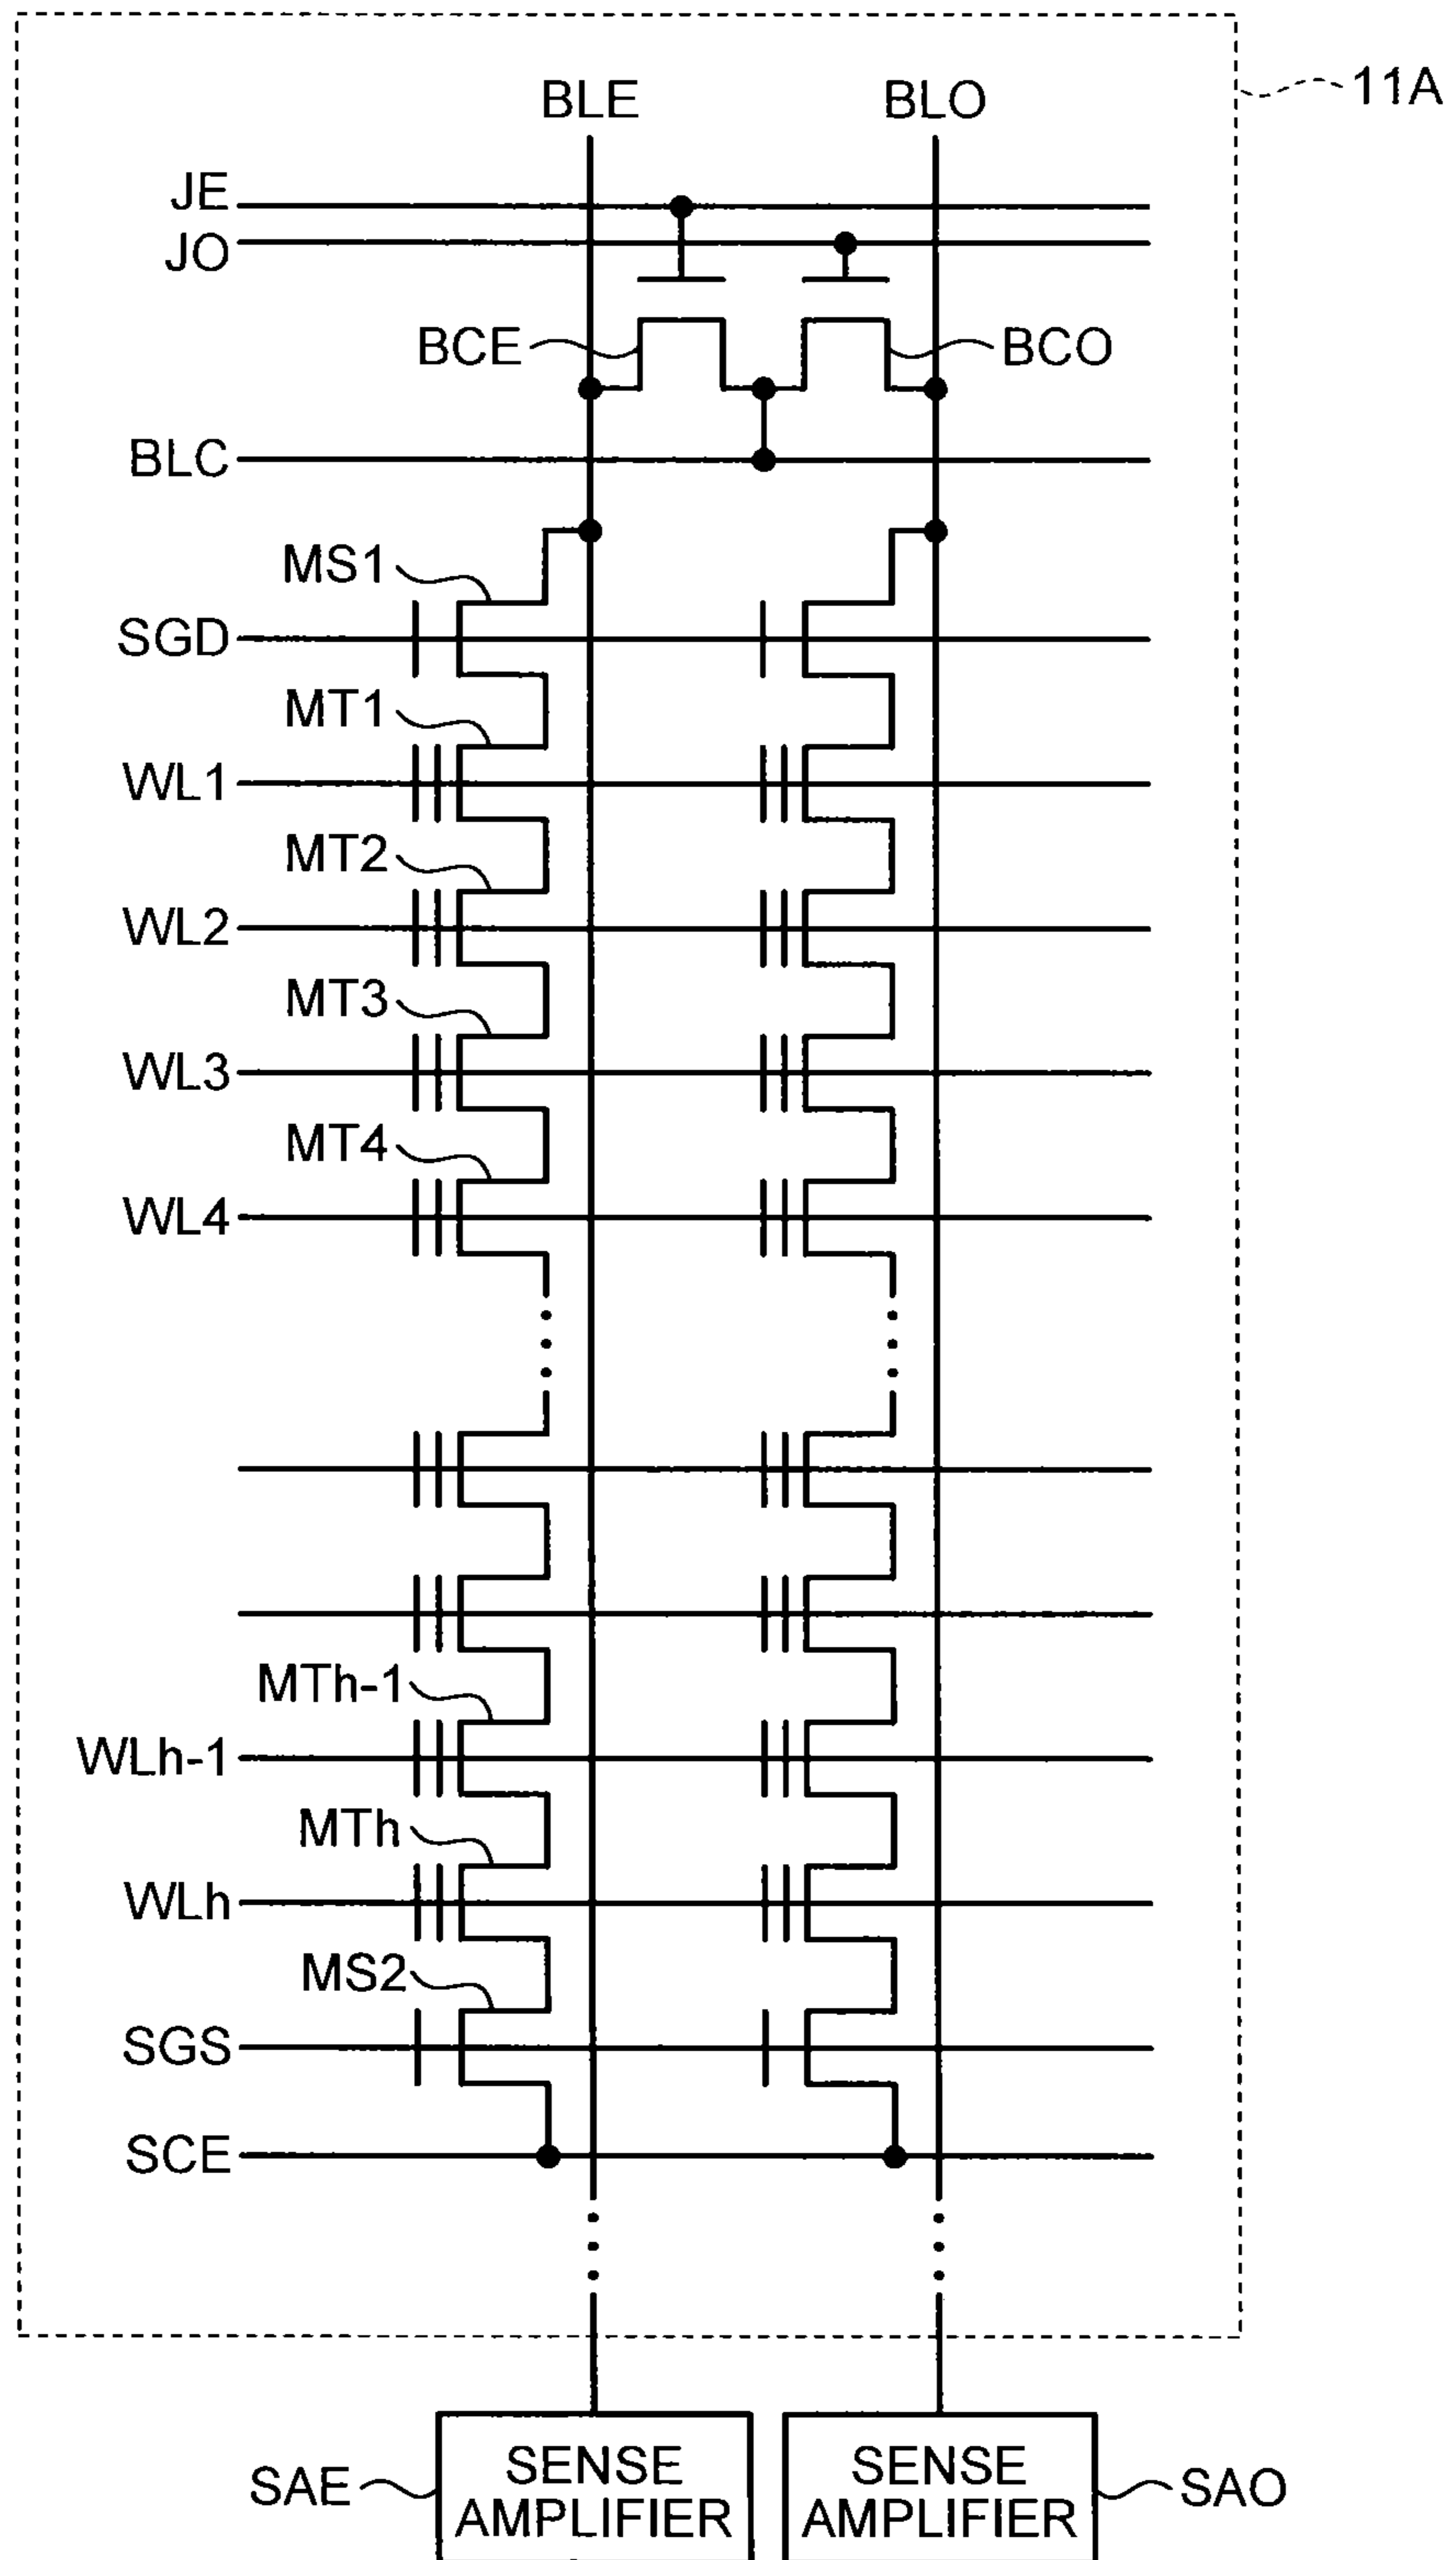 11A
BLE
BLO
JE
JO
BCE
BCO
BLC
MS1
SGD
MT1
WL1
MT2
WL2
MT3
WL3
MT4
WL4
MTh-1
WLh-1
MTh
WLh
MS2
SGS
SCE
SAE
SENSE
AMPLIFIER
SENSE
AMPLIFIER
SAO